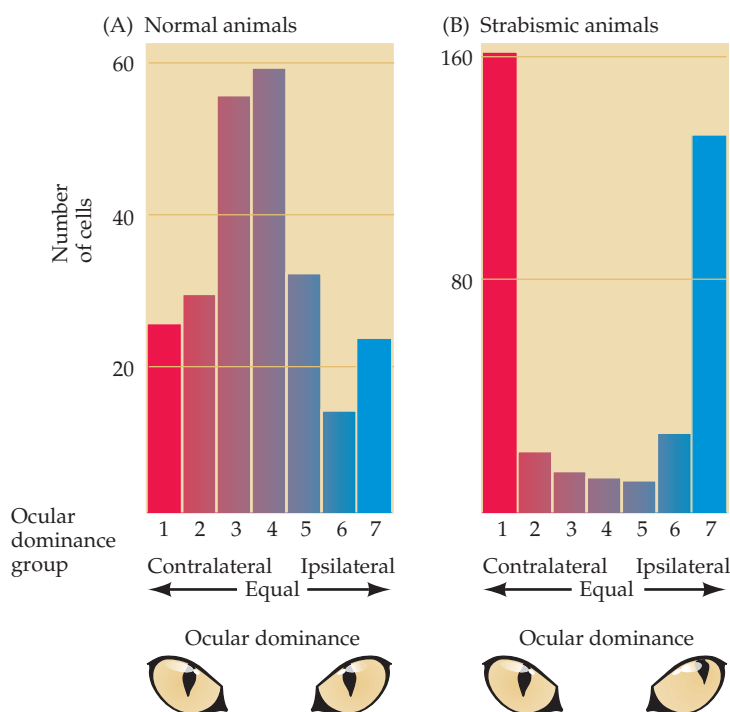 (A) Normal animals
60
40
20
Number
of cells
Ocular
dominance
group
1 2 3 4 5 6 7
Contralateral Ipsilateral
Equal
Ocular dominance
(B) Strabismic animals
160
80
1 2 3 4 5 6 7
Contralateral Ipsilateral
Equal
Ocular dominance